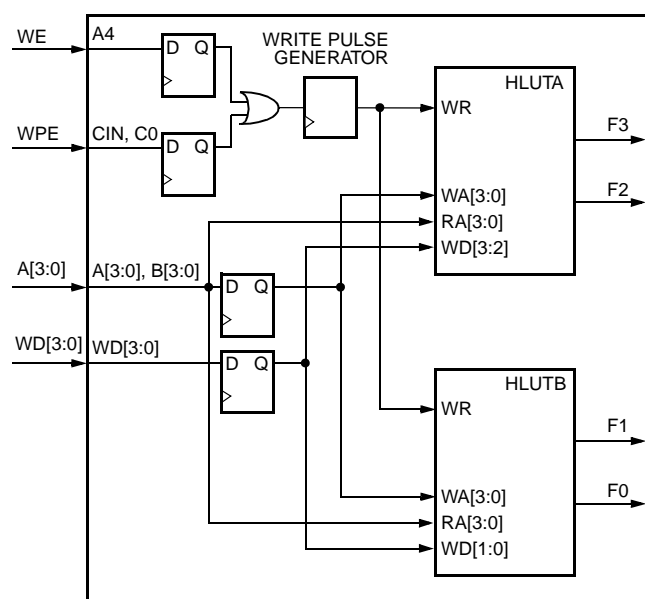 WE
A4
D Q
WRITE PULSE
GENERATOR
HLUTA
WR
F3
WPE
CIN, C0
D Q
F2
WA[3:0]
RA[3:0]
WD[3:2]
A[3:0]
A[3:0], B[3:0]
D Q
WD[3:0]
WD[3:0]
D Q
HLUTB
WR
F1
F0
WA[3:0]
RA[3:0]
WD[1:0]